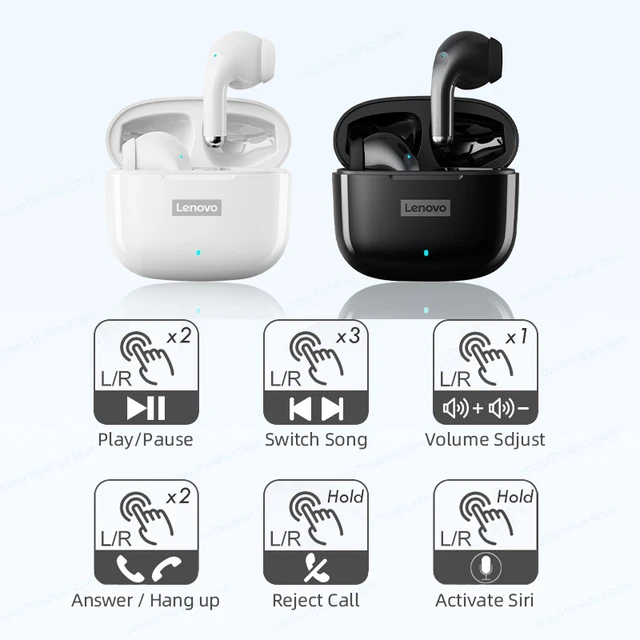 Lenovo
Lenovo
x2
L/R
Play/Pause
x3
L/R
Switch Song
x1
L/R
+ −
Volume Sdjust
x2
L/R
Answer / Hang up
Hold
L/R
Reject Call
Hold
L/R
Activate Siri